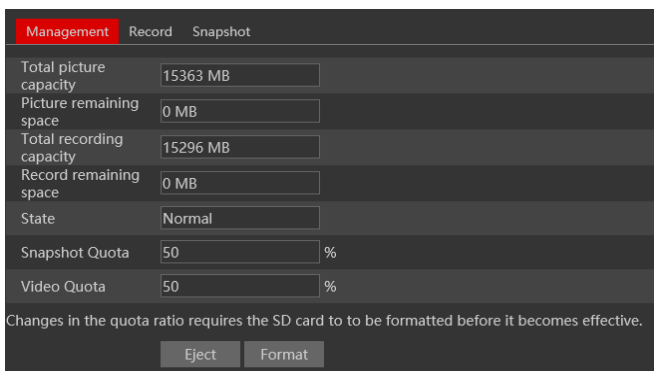 Management Record Snapshot
Total picture
capacity
15363 MB
Picture remaining
space
0 MB
Total recording
capacity
15296 MB
Record remaining
space
0 MB
State Normal
Snapshot Quota 50 %
Video Quota 50 %
Changes in the quota ratio requires the SD card to to be formatted before it becomes effective.
Eject Format